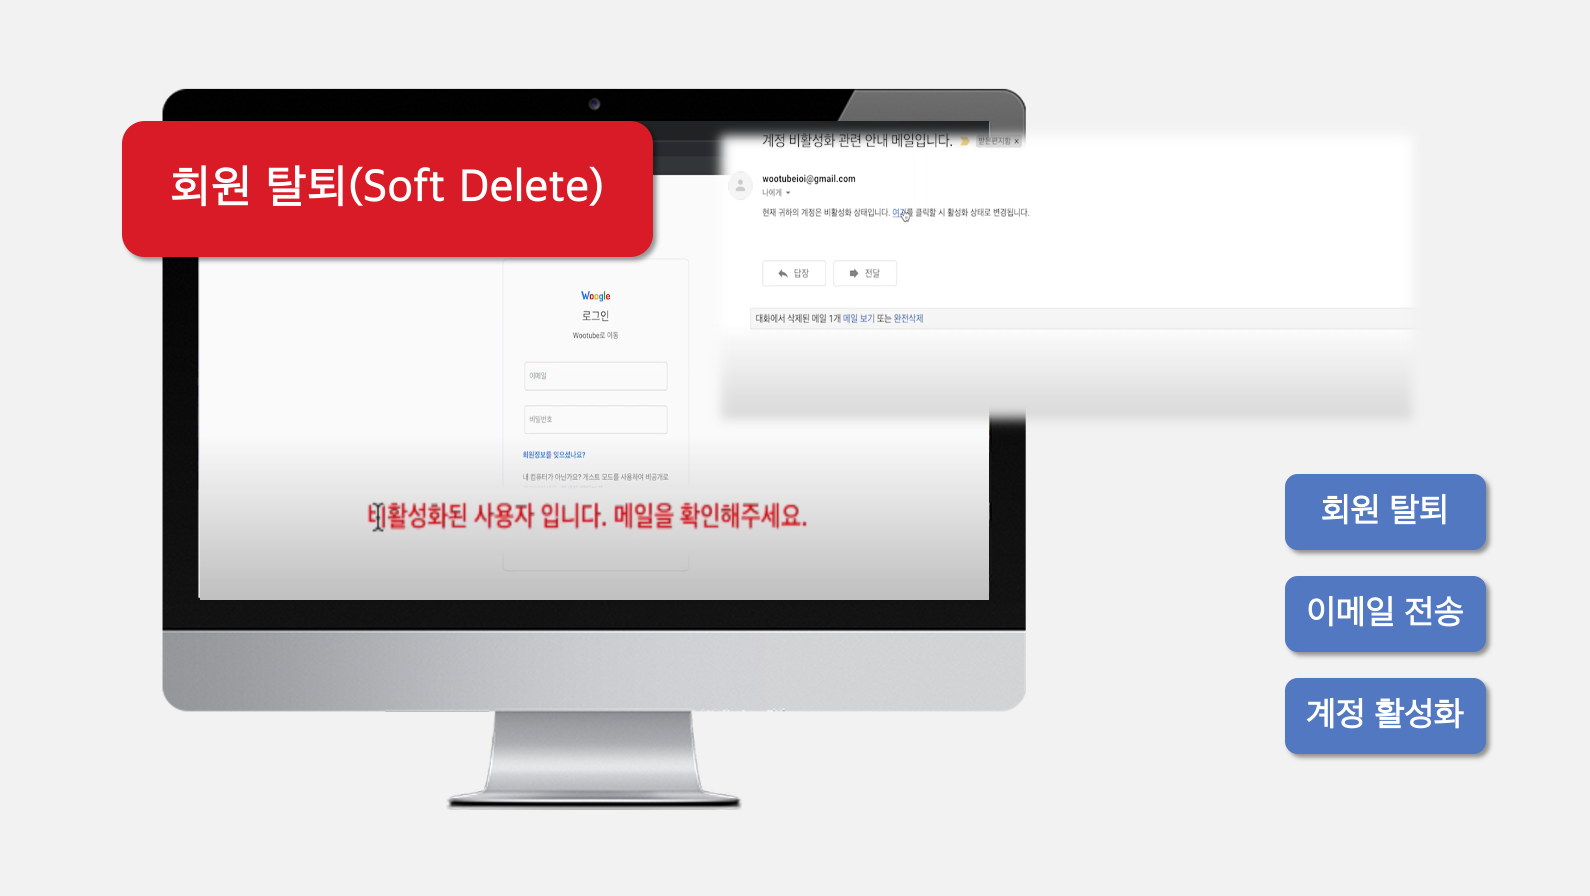 회원 탈퇴(Soft Delete)
계정 비활성화 관련 안내 메일입니다.
받은편지함 ×
wootubeioi@gmail.com
나에게
현재 귀하의 계정은 비활성화 상태입니다. 여기를 클릭할 시 활성화 상태로 변경됩니다.
답장
전달
대화에서 삭제된 메일 1개 메일 보기 또는 완전삭제
Woogle
로그인
Wootube로 이동
이메일
비밀번호
회원정보를 잊으셨나요?
내 컴퓨터가 아닌가요? 게스트 모드를 사용하여 비공개로
비활성화된 사용자 입니다. 메일을 확인해주세요.
회원 탈퇴
이메일 전송
계정 활성화